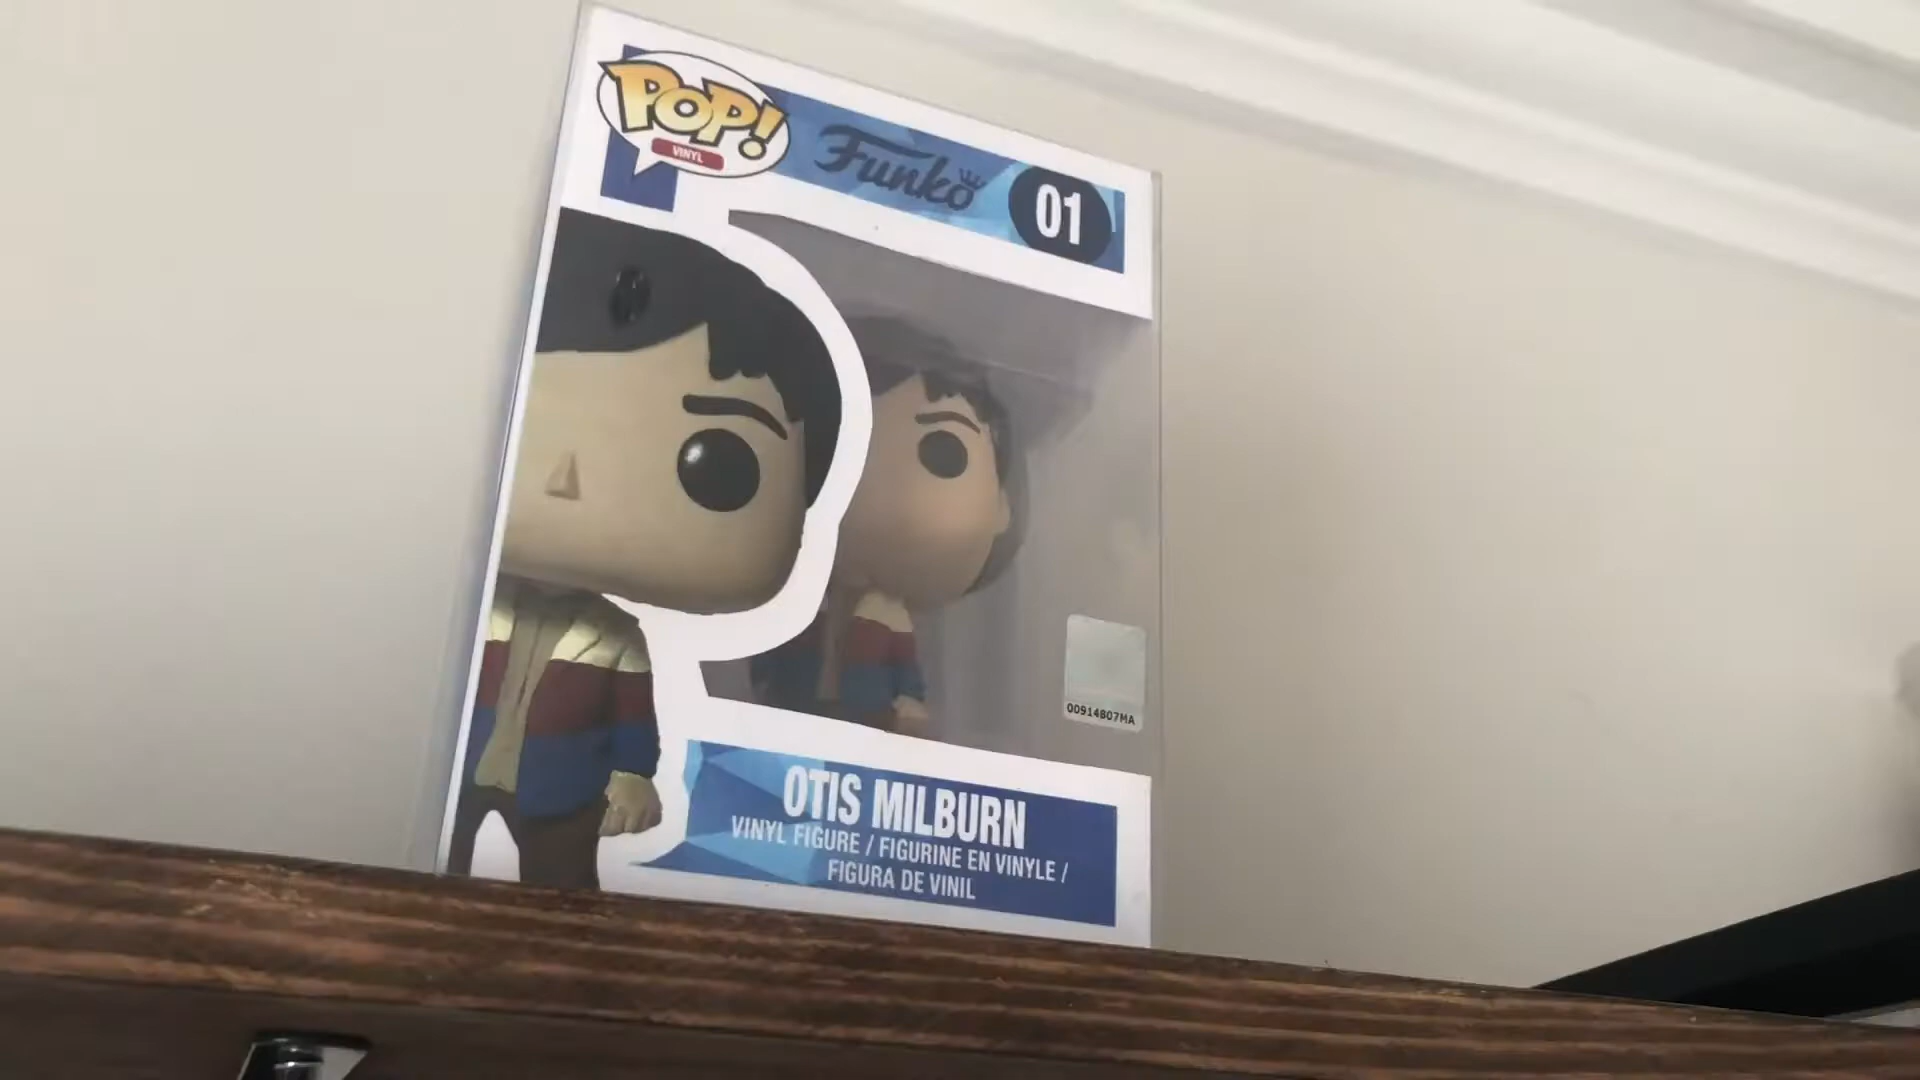 POP!
VINYL
Funko
01
00914807MA
OTIS MILBURN
VINYL FIGURE / FIGURINE EN VINYLE /
FIGURA DE VINIL